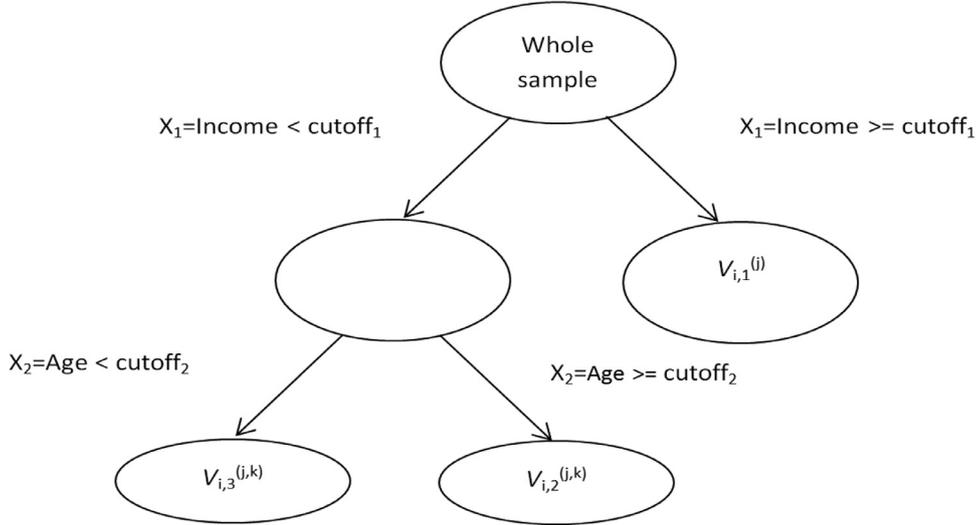 Whole
sample
X₁=Income < cutoff₁
X₁=Income >= cutoff₁
Vᵢ,₁⁽ʲ⁾
X₂=Age < cutoff₂
X₂=Age >= cutoff₂
Vᵢ,₃⁽ʲ,ᵏ⁾
Vᵢ,₂⁽ʲ,ᵏ⁾